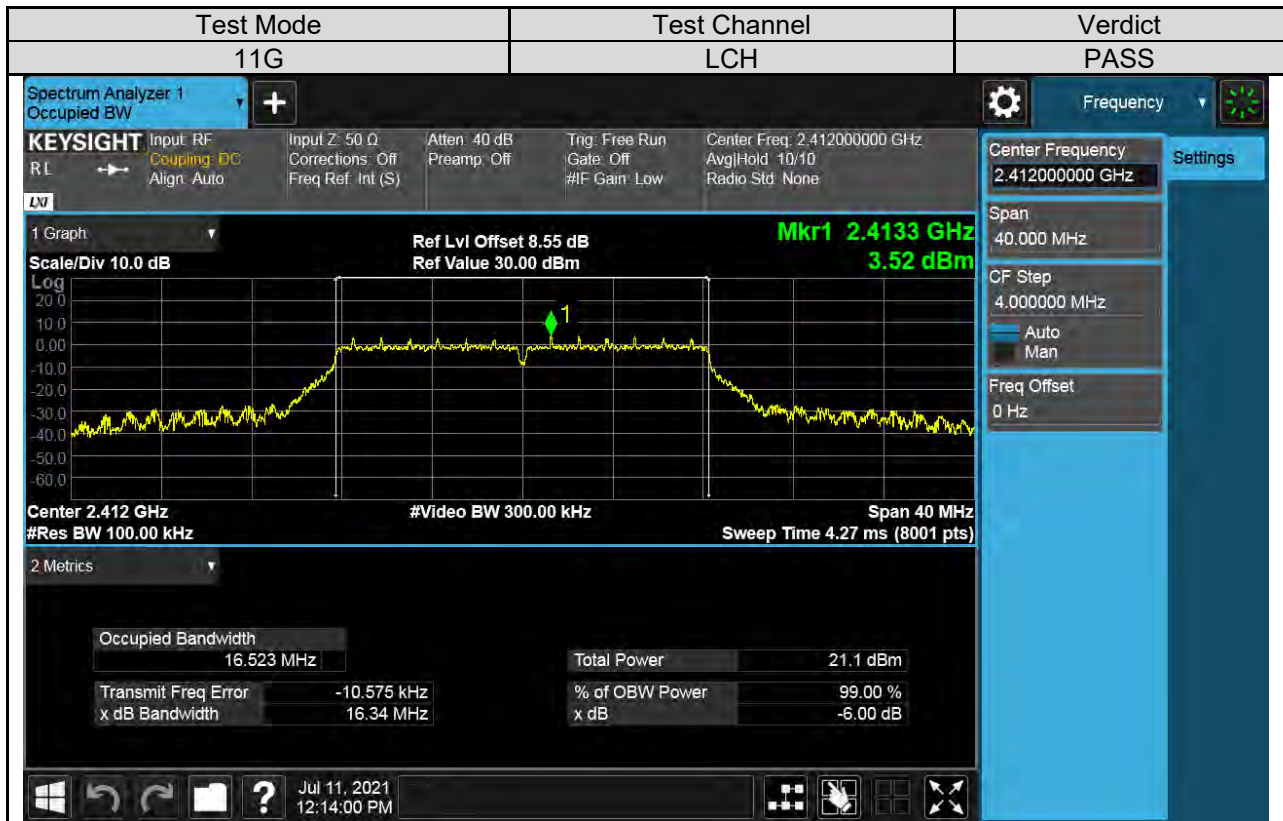 Test Mode Test Channel Verdict
11G LCH PASS
Spectrum Analyzer 1
Occupied BW
Frequency
KEYSIGHT Input: RF Input Z: 50 Ω Atten: 40 dB Trig: Free Run Center Freq: 2.412000000 GHz
RL Coupling: DC Corrections: Off Preamp: Off Gate: Off Avg|Hold: 10/10
Align: Auto Freq Ref: Int (S) #IF Gain: Low Radio Std: None
LXI
Center Frequency
2.412000000 GHz
Settings
Span
40.000 MHz
CF Step
4.000000 MHz
Auto
Man
Freq Offset
0 Hz
1 Graph
Scale/Div 10.0 dB
Ref Lvl Offset 8.55 dB
Ref Value 30.00 dBm
Mkr1 2.4133 GHz
3.52 dBm
Log
20.0
10.0
0.00
-10.0
-20.0
-30.0
-40.0
-50.0
-60.0
1
Center 2.412 GHz #Video BW 300.00 kHz Span 40 MHz
#Res BW 100.00 kHz Sweep Time 4.27 ms (8001 pts)
2 Metrics
Occupied Bandwidth
16.523 MHz
Total Power 21.1 dBm
Transmit Freq Error -10.575 kHz % of OBW Power 99.00 %
x dB Bandwidth 16.34 MHz x dB -6.00 dB
?
Jul 11, 2021
12:14:00 PM